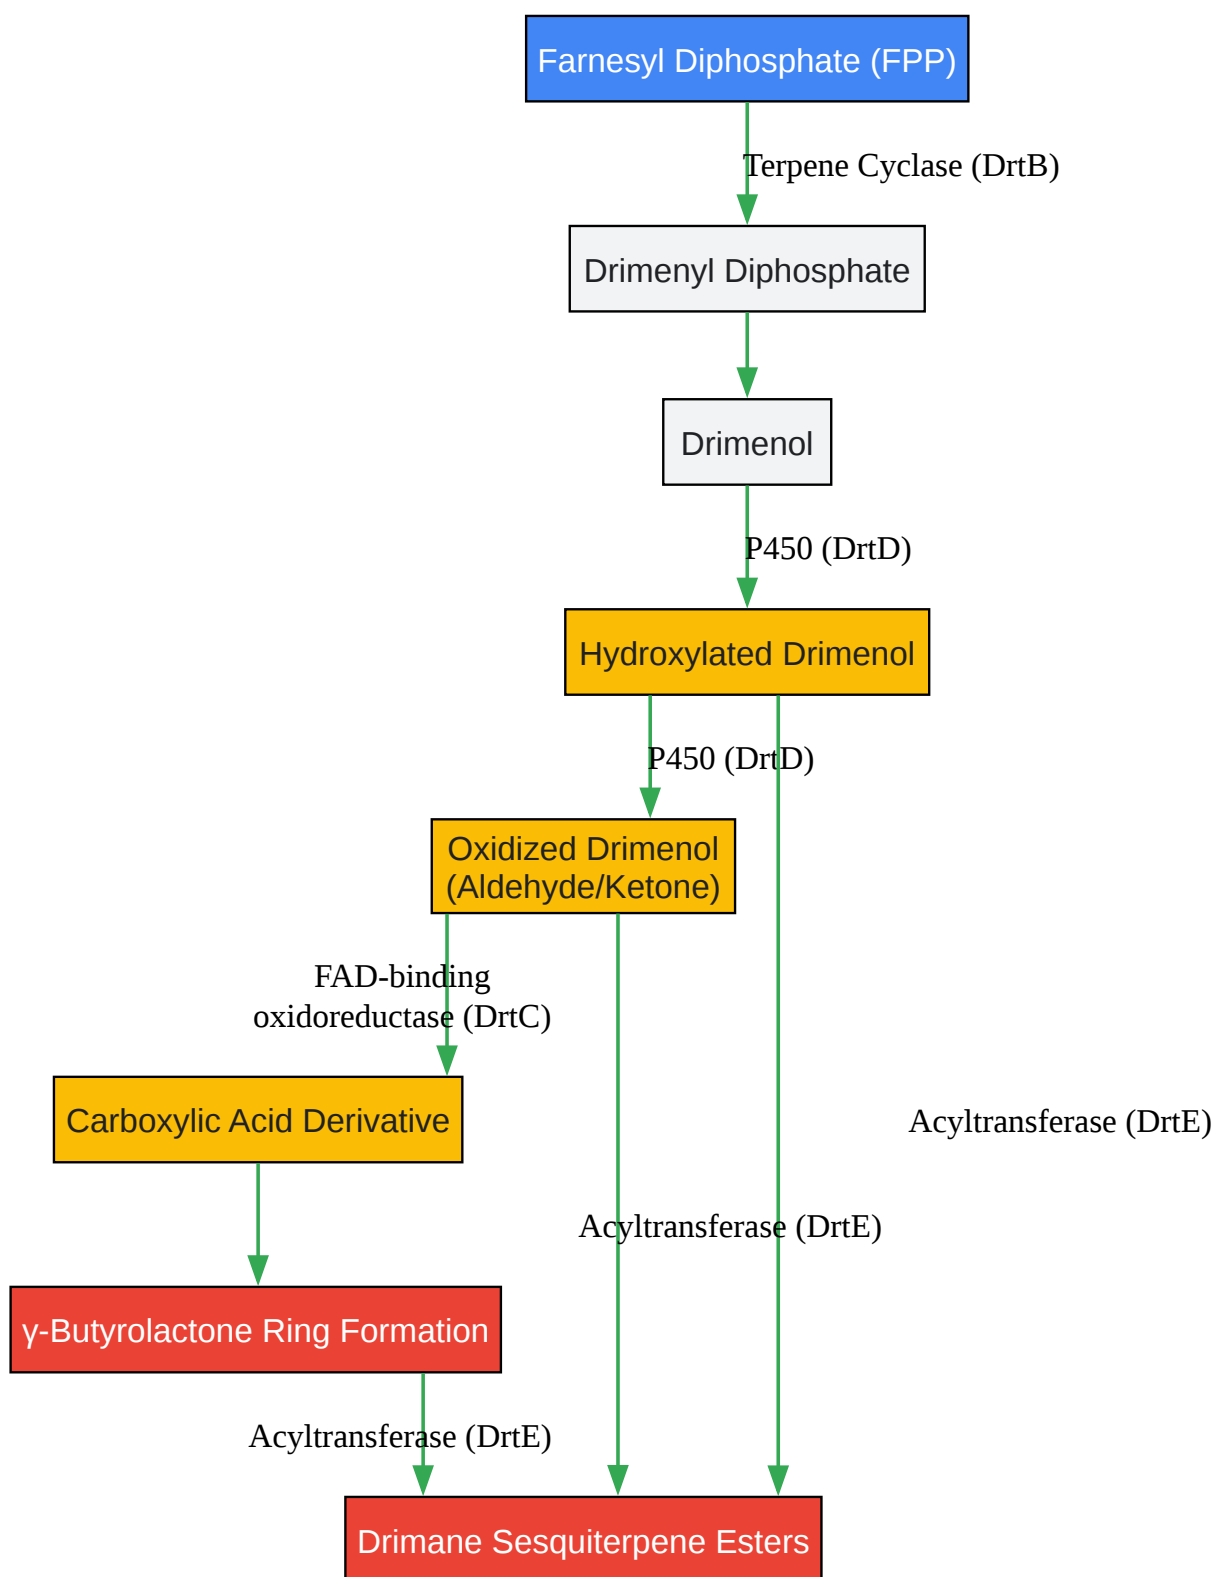 Farnesyl Diphosphate (FPP)
Terpene Cyclase (DrtB)
Drimenyl Diphosphate
Drimenol
P450 (DrtD)
Hydroxylated Drimenol
P450 (DrtD)
Oxidized Drimenol
(Aldehyde/Ketone)
FAD-binding
oxidoreductase (DrtC)
Carboxylic Acid Derivative
Acyltransferase (DrtE)
Acyltransferase (DrtE)
γ-Butyrolactone Ring Formation
Acyltransferase (DrtE)
Drimane Sesquiterpene Esters